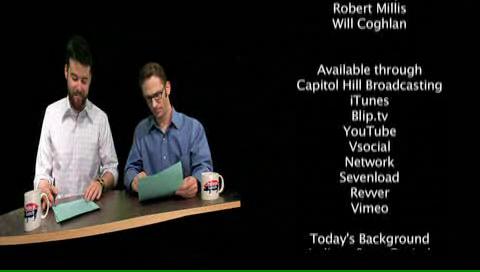 Robert Millis
Will Coghlan
Available through
Capitol Hill Broadcasting
iTunes
Blip.tv
YouTube
Vsocial
Network
Sevenload
Revver
Vimeo
Today's Background